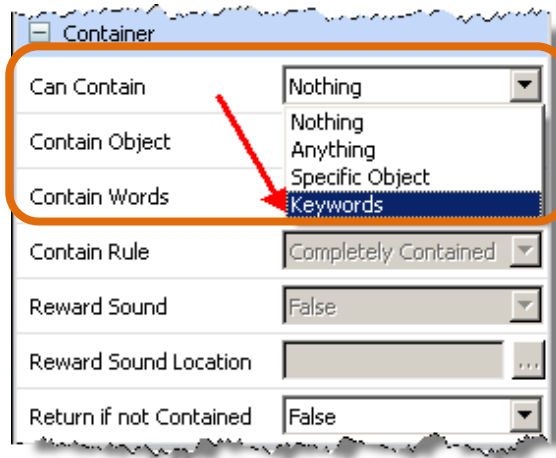 Container
Can Contain Nothing
Nothing
Contain Object Anything
Specific Object
Contain Words Keywords
Contain Rule Completely Contained
Reward Sound False
Reward Sound Location ...
Return if not Contained False